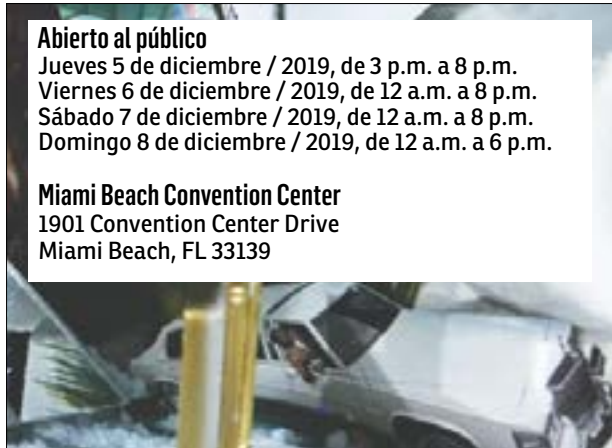 Abierto al público
Jueves 5 de diciembre / 2019, de 3 p.m. a 8 p.m.
Viernes 6 de diciembre / 2019, de 12 a.m. a 8 p.m.
Sábado 7 de diciembre / 2019, de 12 a.m. a 8 p.m.
Domingo 8 de diciembre / 2019, de 12 a.m. a 6 p.m.
Miami Beach Convention Center
1901 Convention Center Drive
Miami Beach, FL 33139